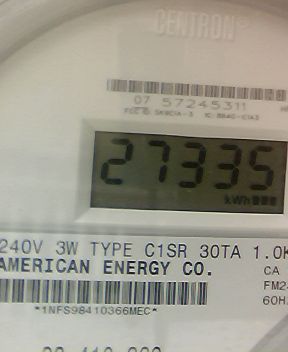 CENTRON®
07 57245311
27335
kWh
240V 3W TYPE C1SR 30TA 1.0K
AMERICAN ENERGY CO.
CA
FM2
60H
*1NFS98410366MEC*